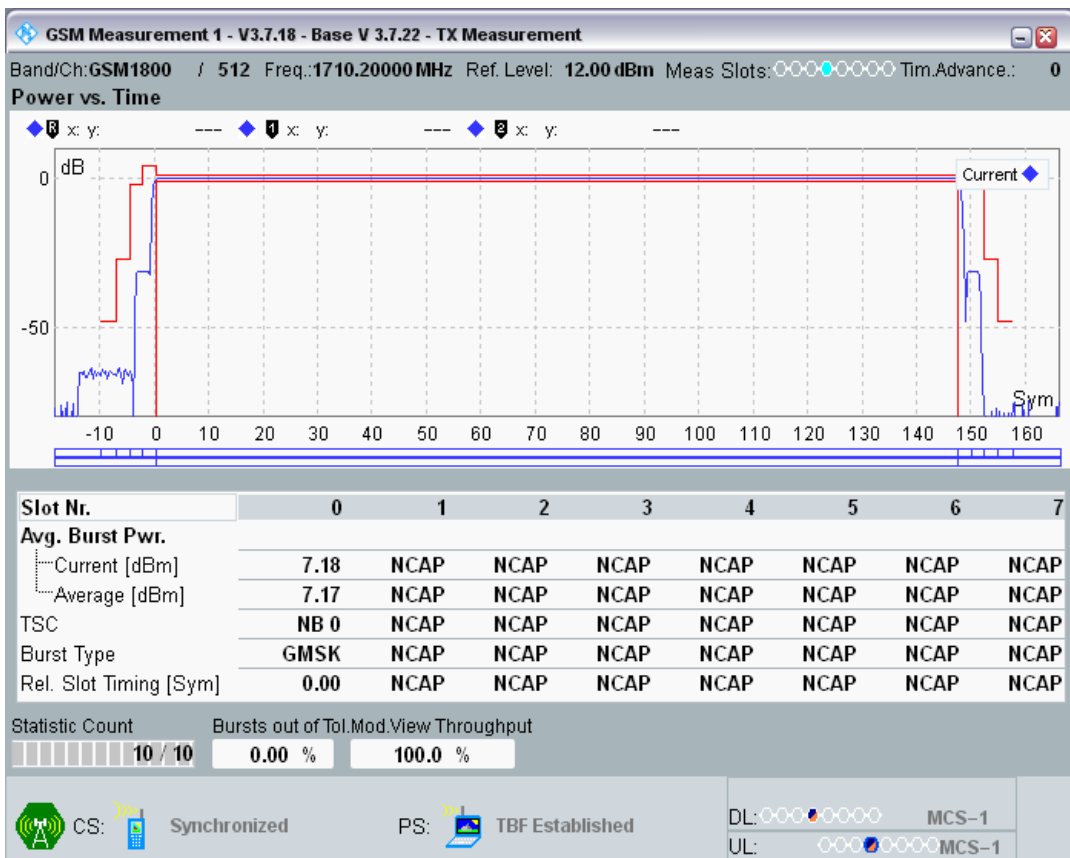 GSM Measurement 1 - V3.7.18 - Base V 3.7.22 - TX Measurement
Band/Ch:GSM1800 / 512 Freq.:1710.20000 MHz Ref. Level: 12.00 dBm Meas Slots: Tim.Advance.: 0
Power vs. Time
R x: y: --- 1 x: y: --- 2 x: y: ---
dB
Current
0
-50
Sym
-10 0 10 20 30 40 50 60 70 80 90 100 110 120 130 140 150 160
Slot Nr. 0 1 2 3 4 5 6 7
Avg. Burst Pwr.
Current [dBm] 7.18 NCAP NCAP NCAP NCAP NCAP NCAP NCAP
Average [dBm] 7.17 NCAP NCAP NCAP NCAP NCAP NCAP NCAP
TSC NB 0 NCAP NCAP NCAP NCAP NCAP NCAP NCAP
Burst Type GMSK NCAP NCAP NCAP NCAP NCAP NCAP NCAP
Rel. Slot Timing [Sym] 0.00 NCAP NCAP NCAP NCAP NCAP NCAP NCAP
Statistic Count Bursts out of Tol. Mod.View Throughput
10 / 10 0.00 % 100.0 %
CS: Synchronized PS: TBF Established
DL: MCS-1
UL: MCS-1